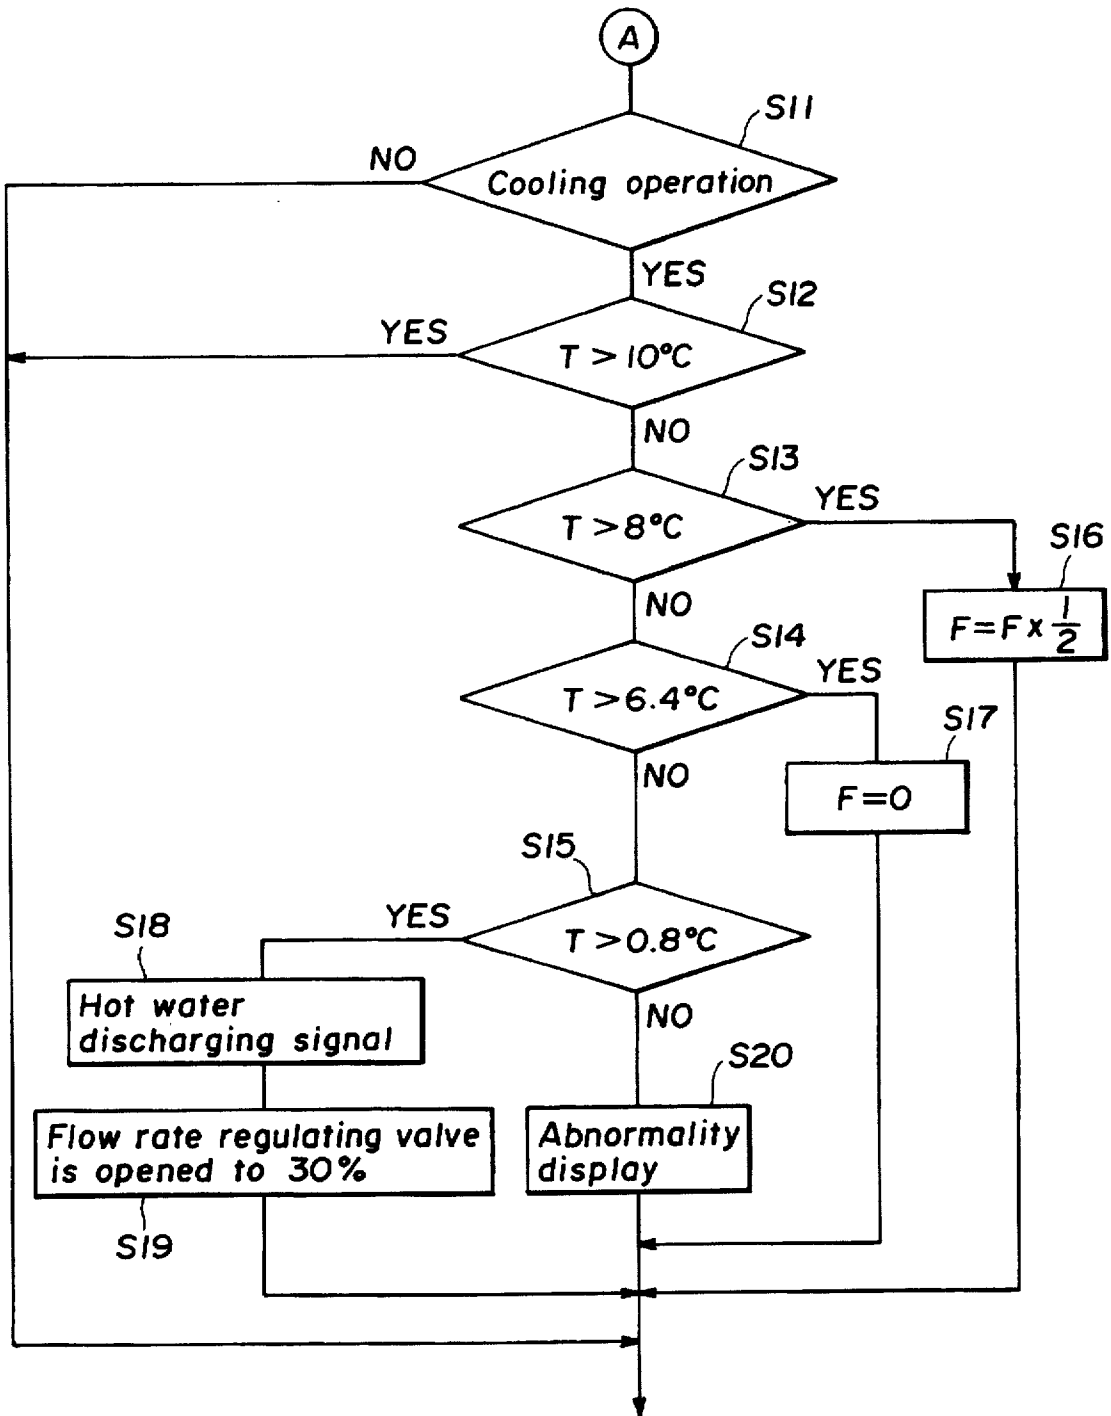 A
S11
NO
Cooling operation
YES
S12
YES
T > 10°C
NO
S13
YES
T > 8°C
S16
NO
F = F × 1/2
S14
YES
T > 6.4°C
S17
NO
F = 0
S15
YES
T > 0.8°C
S18
Hot water
discharging signal
NO
S20
Flow rate regulating valve
is opened to 30%
Abnormality
display
S19